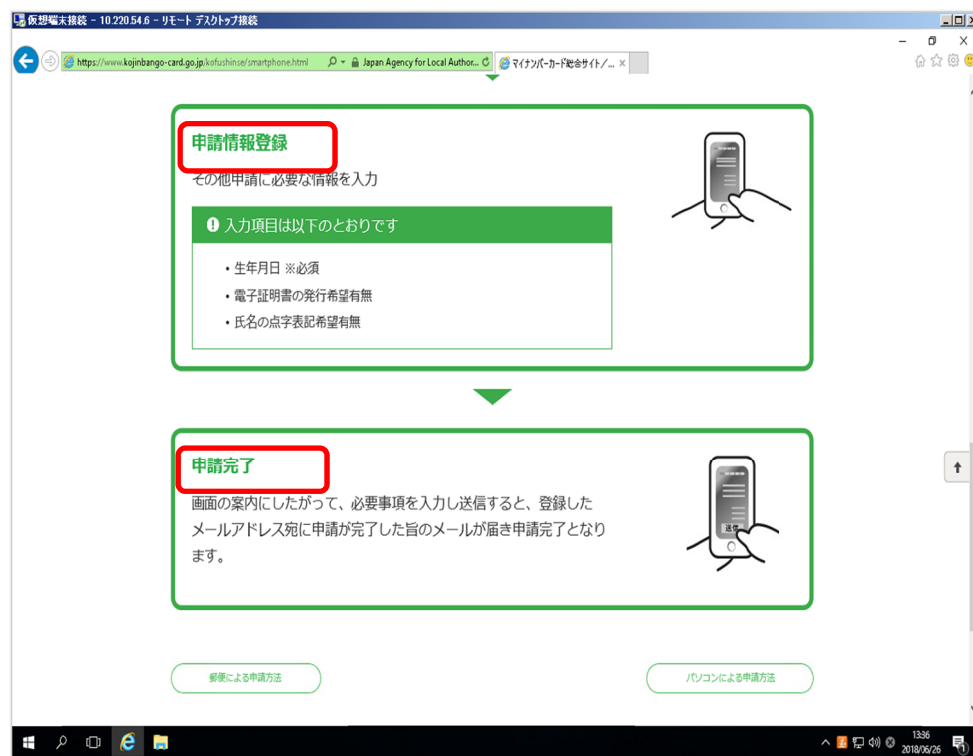 仮想端末接続 - 10.220.54.6 - リモート デスクトップ接続
https://www.kojinbango-card.go.jp/kofushinse/smartphone.html
Japan Agency for Local Author...
マイナンバーカード総合サイト／...
申請情報登録
その他申請に必要な情報を入力
入力項目は以下のとおりです
・生年月日 ※必須
・電子証明書の発行希望有無
・氏名の点字表記希望有無
申請完了
画面の案内にしたがって、必要事項を入力し送信すると、登録した
メールアドレス宛に申請が完了した旨のメールが届き申請完了となり
ます。
送信
郵便による申請方法
パソコンによる申請方法
13:36
2018/06/26